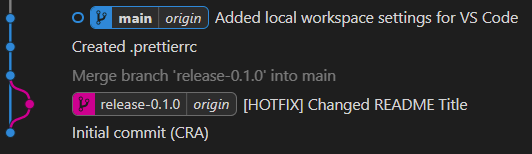 main origin Added local workspace settings for VS Code
Created .prettierrc
Merge branch 'release-0.1.0' into main
release-0.1.0 origin [HOTFIX] Changed README Title
Initial commit (CRA)